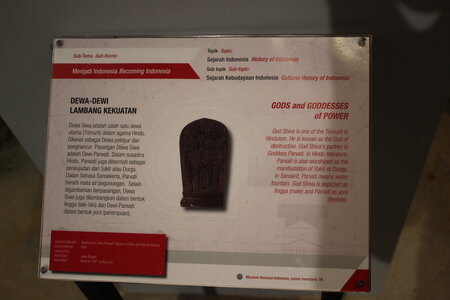 Sub-Tema Sub-theme:
Menjadi Indonesia Becoming Indonesia
Topik Topic:
Sejarah Indonesia History of Indonesia
Sub topik Sub-topic:
Sejarah Kebudayaan Indonesia Cultural History of Indonesia
DEWA-DEWI
LAMBANG KEKUATAN
Dewa Siwa adalah salah satu dewa
utama (Trimurti) dalam agama Hindu.
Dikenal sebagai Dewa pelebur dan
penghancur. Pasangan Dewa Siwa
adalah Dewi Parwati. Dalam susastra
Hindu, Parwati juga dihormati sebagai
perwujudan dari Sakti atau Durga.
Dalam bahasa Sansekerta, Parwati
berarti mata air pegunungan. Selain
digambarkan berpasangan, Dewa
Siwa juga dilambangkan dalam bentuk
lingga (laki-laki) dan Dewi Parwati
dalam bentuk yoni (perempuan).
GODS and GODDESSES
of POWER
God Shiva is one of the Trimurti in
Hinduism. He is known as the God of
destruction. God Shiva's partner is
Goddess Parvati. In Hindu literature,
Parvati is also worshiped as the
manifestation of Sakti or Durga.
In Sanskrit, Parvati means water
fountain. God Shiva is depicted as
lingga (male) and Parvati as yoni
(female).
Museum Nasional Indonesia,